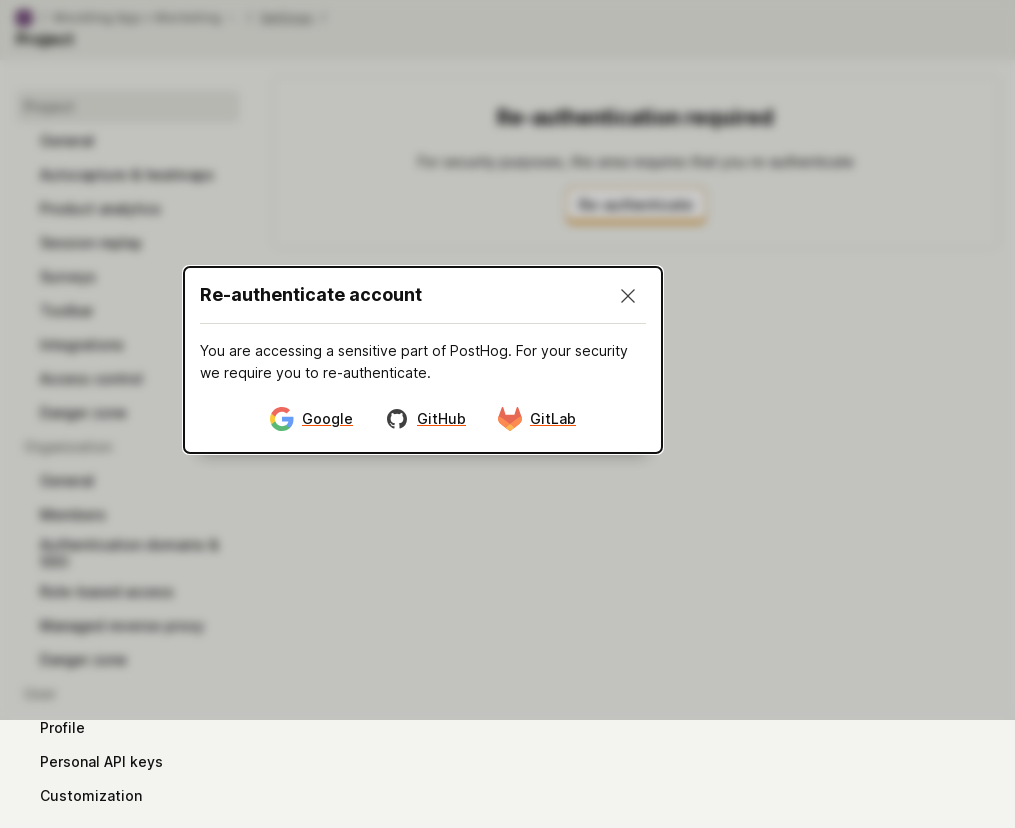 Project
Project
General
Autocapture & heatmaps
Product analytics
Session replay
Surveys
Toolbar
Integrations
Access control
Danger zone
Organization
General
Members
Authentication domains &
SSO
Role-based access
Managed reverse proxy
Danger zone
Profile
Personal API keys
Customization
Re-authentication required
For security purposes, this area requires that you re-authenticate.
Re-authenticate
Re-authenticate account
You are accessing a sensitive part of PostHog. For your security
we require you to re-authenticate.
Google GitHub GitLab